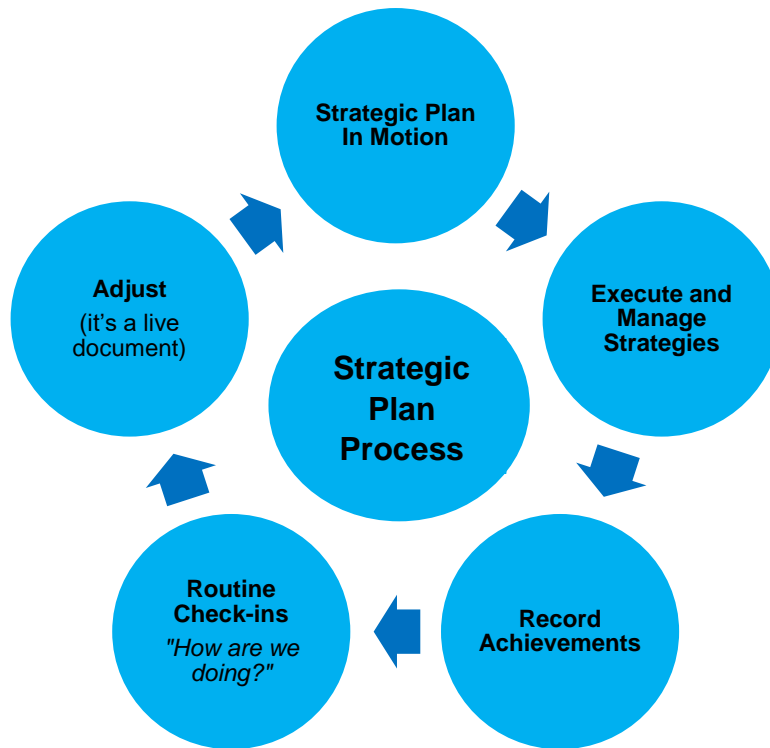 Strategic Plan
In Motion
Execute and
Manage
Strategies
Record
Achievements
Routine
Check-ins
"How are we
doing?"
Adjust
(it's a live
document)
Strategic
Plan
Process